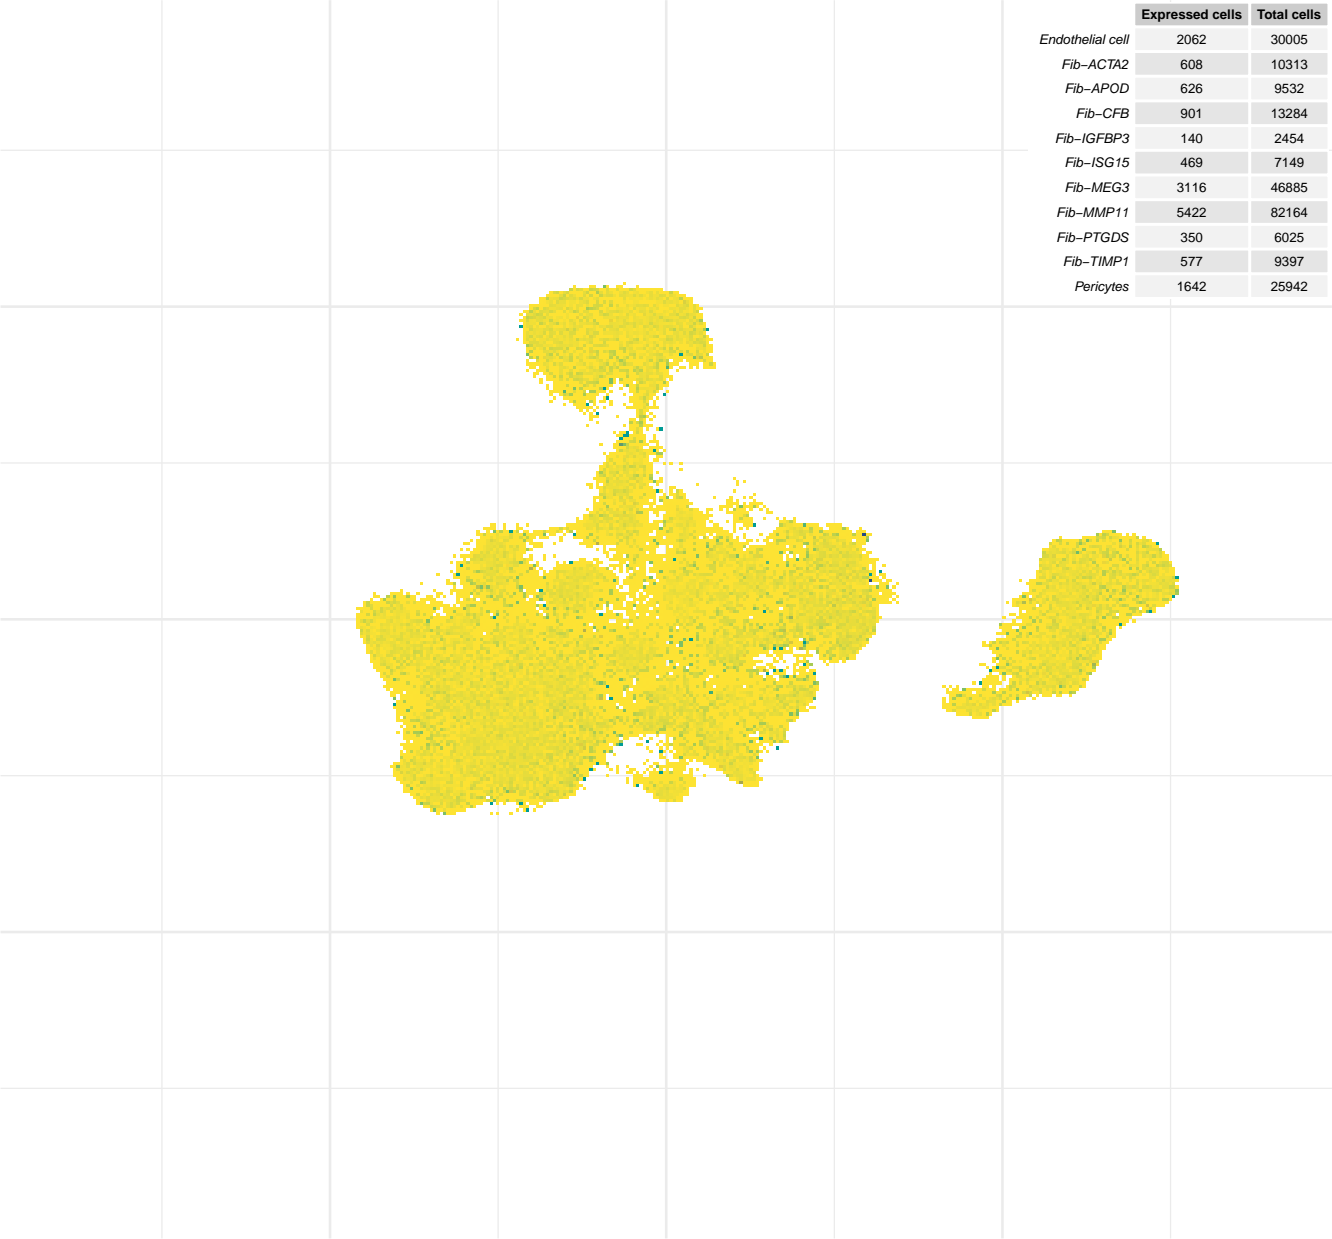 Expressed cells Total cells
Endothelial cell 2062 30005
Fib−ACTA2 608 10313
Fib−APOD 626 9532
Fib−CFB 901 13284
Fib−IGFBP3 140 2454
Fib−ISG15 469 7149
Fib−MEG3 3116 46885
Fib−MMP11 5422 82164
Fib−PTGDS 350 6025
Fib−TIMP1 577 9397
Pericytes 1642 25942